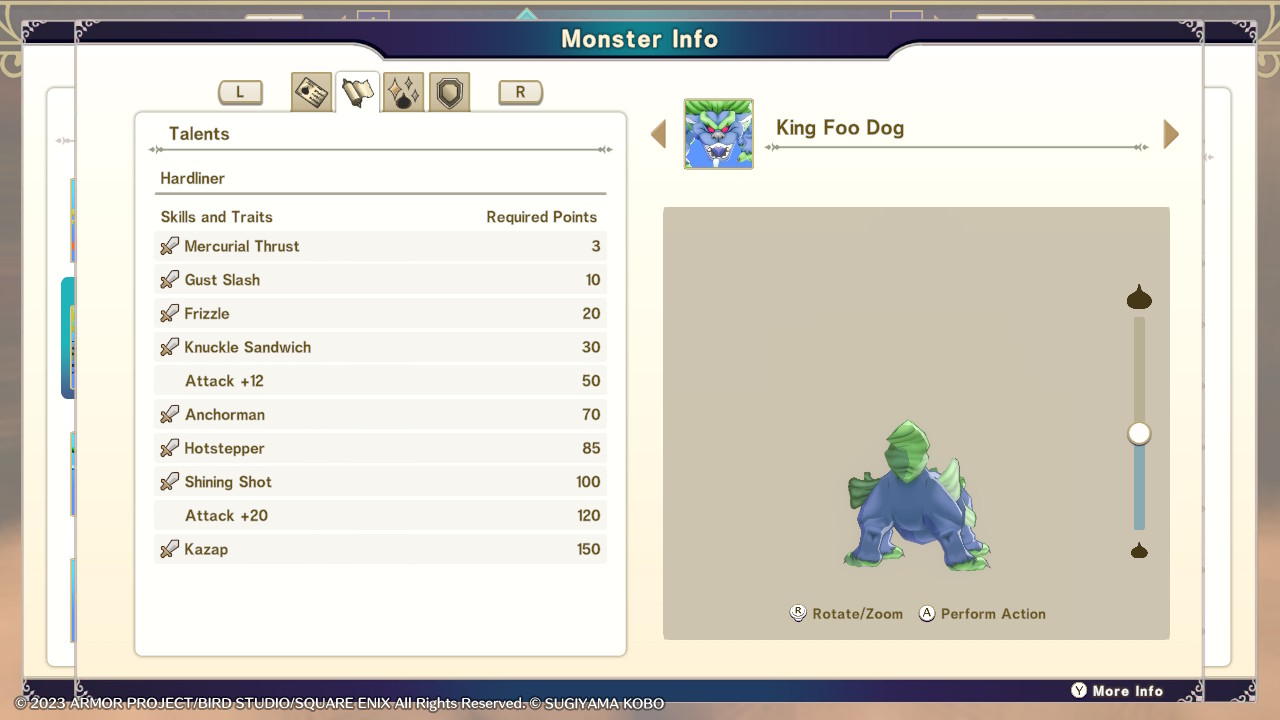 Monster Info
L
R
Talents
Hardliner
Skills and Traits Required Points
Mercurial Thrust 3
Gust Slash 10
Frizzle 20
Knuckle Sandwich 30
Attack +12 50
Anchorman 70
Hotstepper 85
Shining Shot 100
Attack +20 120
Kazap 150
King Foo Dog
R Rotate/Zoom A Perform Action
Y More Info
© 2023 ARMOR PROJECT/BIRD STUDIO/SQUARE ENIX All Rights Reserved. © SUGIYAMA KOBO